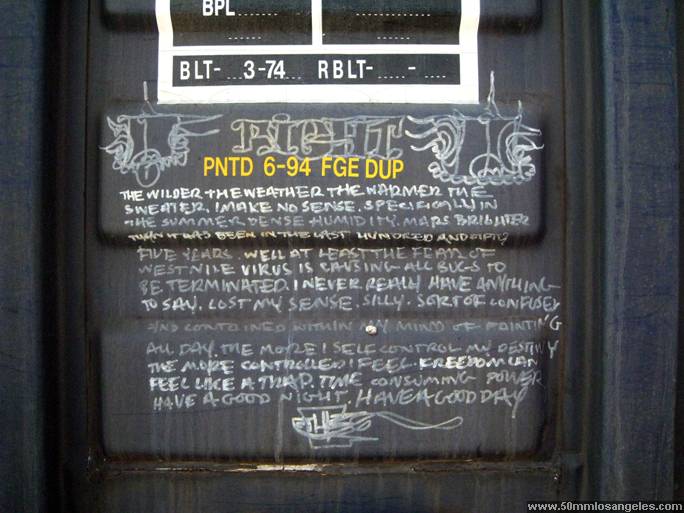 BPL....... .......
BLT- ...3-74... RBLT- .....- ....
RIGHT
PNTD 6-94 FGE DUP
THE WILDER THE WEATHER THE WARMER THE
SWEATER. I MAKE NO SENSE. SPECIFICALLY IN
THE SUMMER DENSE HUMIDITY. MARS BRIGHTER
THAN IT HAS BEEN IN THE LAST HUNDRED AND FIFTY
FIVE YEARS. WELL AT LEAST THE FEAR OF
WEST NILE VIRUS IS CAUSING ALL BUGS TO
BE TERMINATED. I NEVER REALLY HAVE ANYTHING
TO SAY. LOST MY SENSE. SILLY. SORT OF CONFUSED
AND CONTAINED WITHIN MY MIND OF PAINTING
ALL DAY. THE MORE I SELF CONTROL MY DESTINY
THE MORE CONTROLLED I FEEL. FREEDOM CAN
FEEL LIKE A TRAP. TIME CONSUMING POWER
HAVE A GOOD NIGHT. HAVE A GOOD DAY
www.50mmlosangeles.com